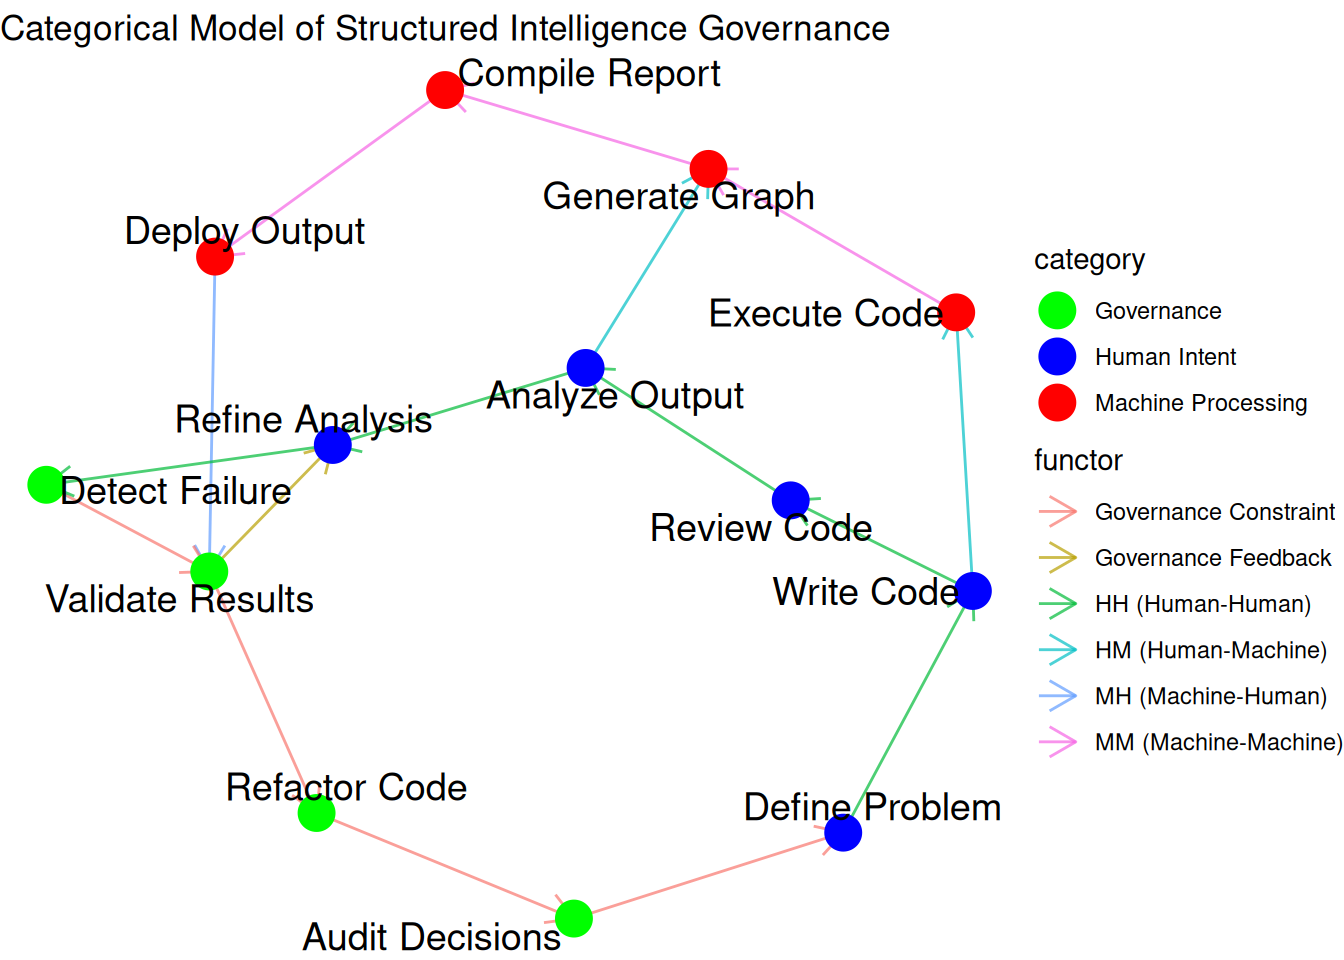 Categorical Model of Structured Intelligence Governance
Compile Report
Generate Graph
Deploy Output
Execute Code
Analyze Output
Refine Analysis
Detect Failure
Review Code
Validate Results
Write Code
Refactor Code
Define Problem
Audit Decisions
category
Governance
Human Intent
Machine Processing
functor
Governance Constraint
Governance Feedback
HH (Human-Human)
HM (Human-Machine)
MH (Machine-Human)
MM (Machine-Machine)